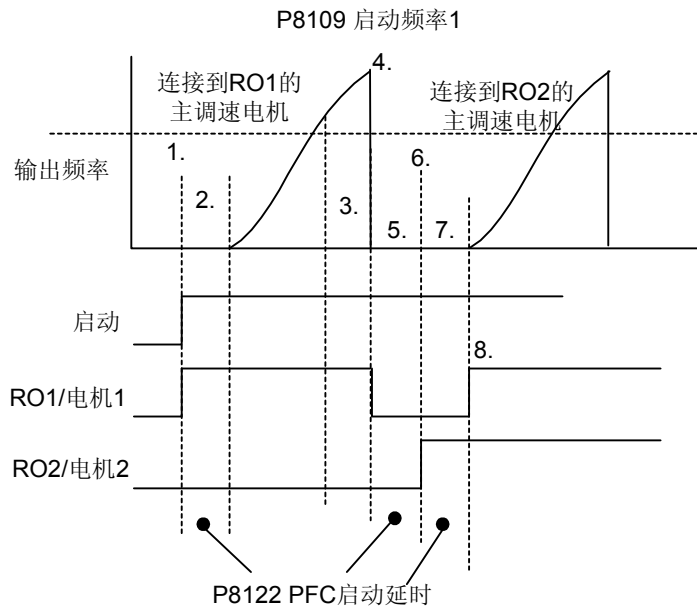 P8109 启动频率1
连接到RO1的
主调速电机
4.
连接到RO2的
主调速电机
输出频率
1.
2.
3.
5.
6.
7.
启动
8.
RO1/电机1
RO2/电机2
P8122 PFC启动延时